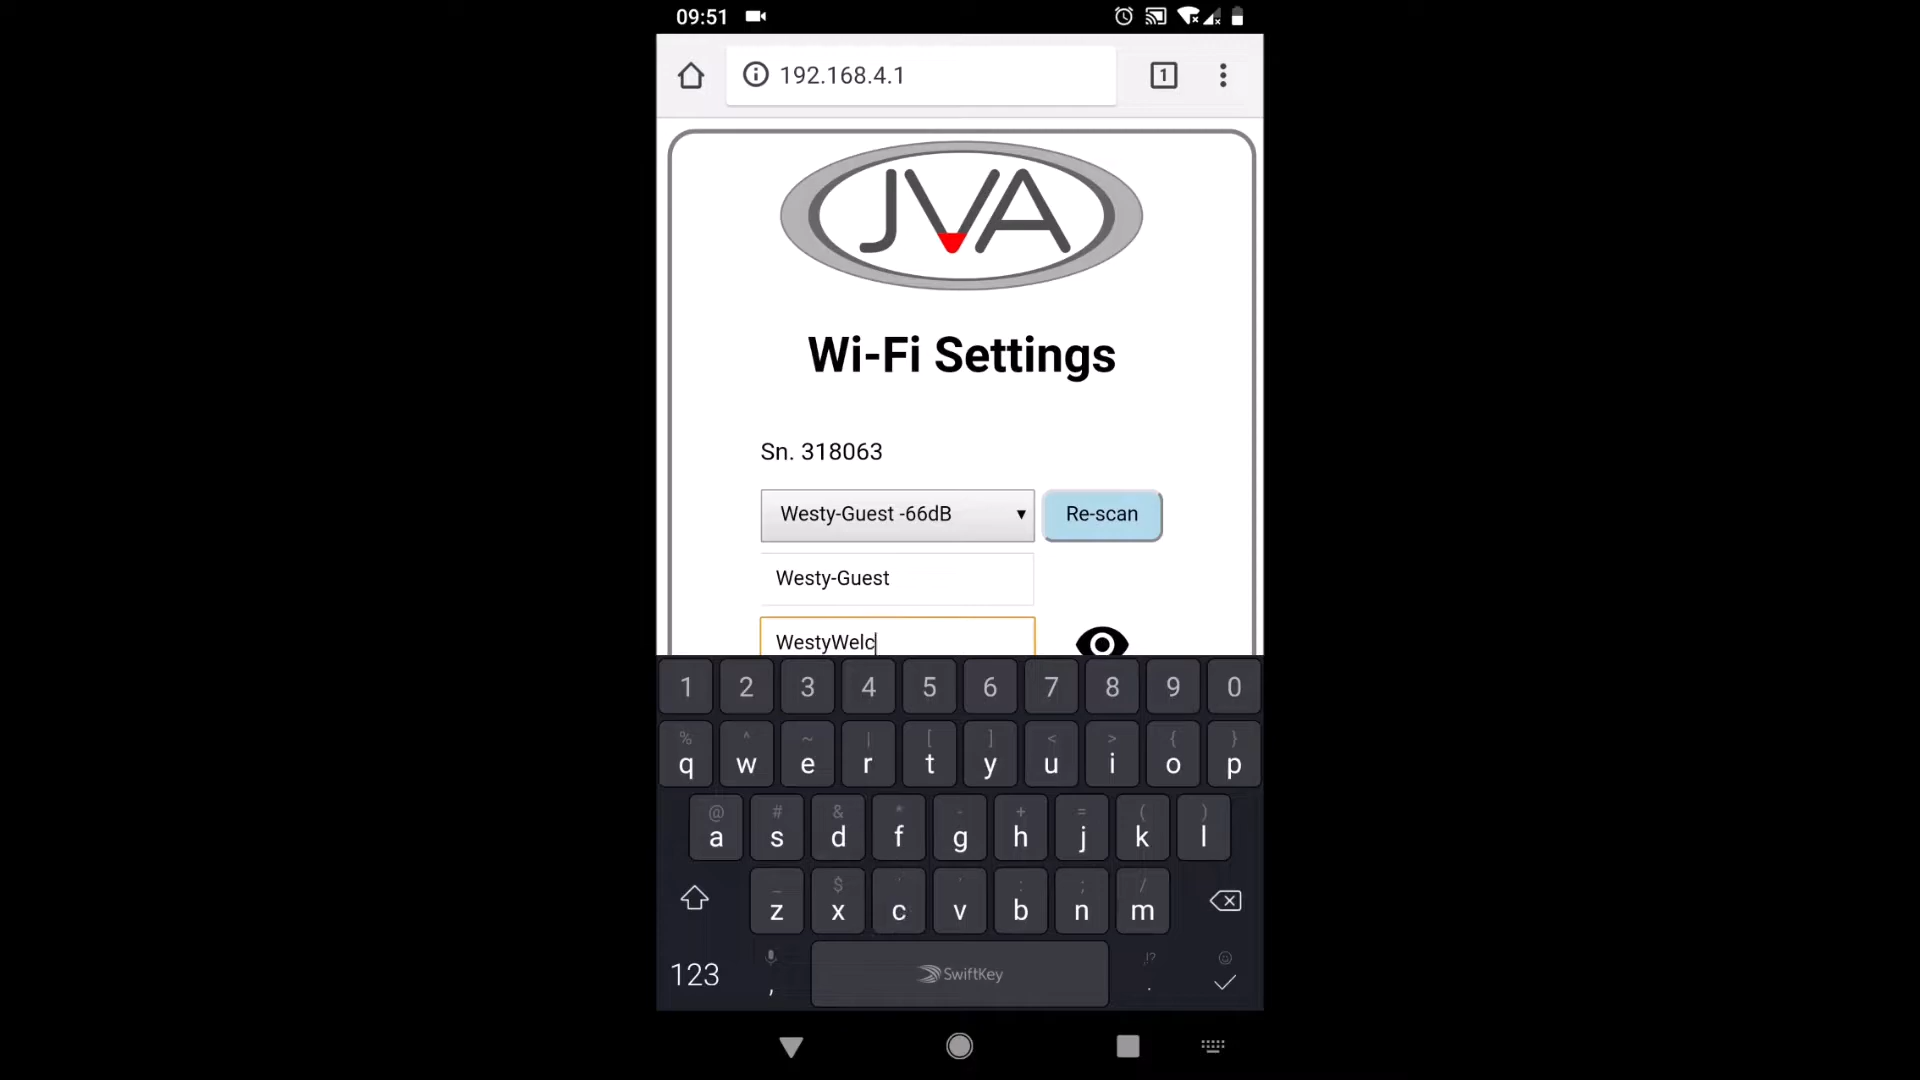 09:51
192.168.4.1
1
JVA
Wi-Fi Settings
Sn. 318063
Westy-Guest -66dB
Re-scan
Westy-Guest
WestyWelc
1 2 3 4 5 6 7 8 9 0
% ^ ~ | [ ] < > { }
q w e r t y u i o p
@ # & * - + = ( )
a s d f g h j k l
_ $ : ; /
z x c v b n m
123 , SwiftKey .